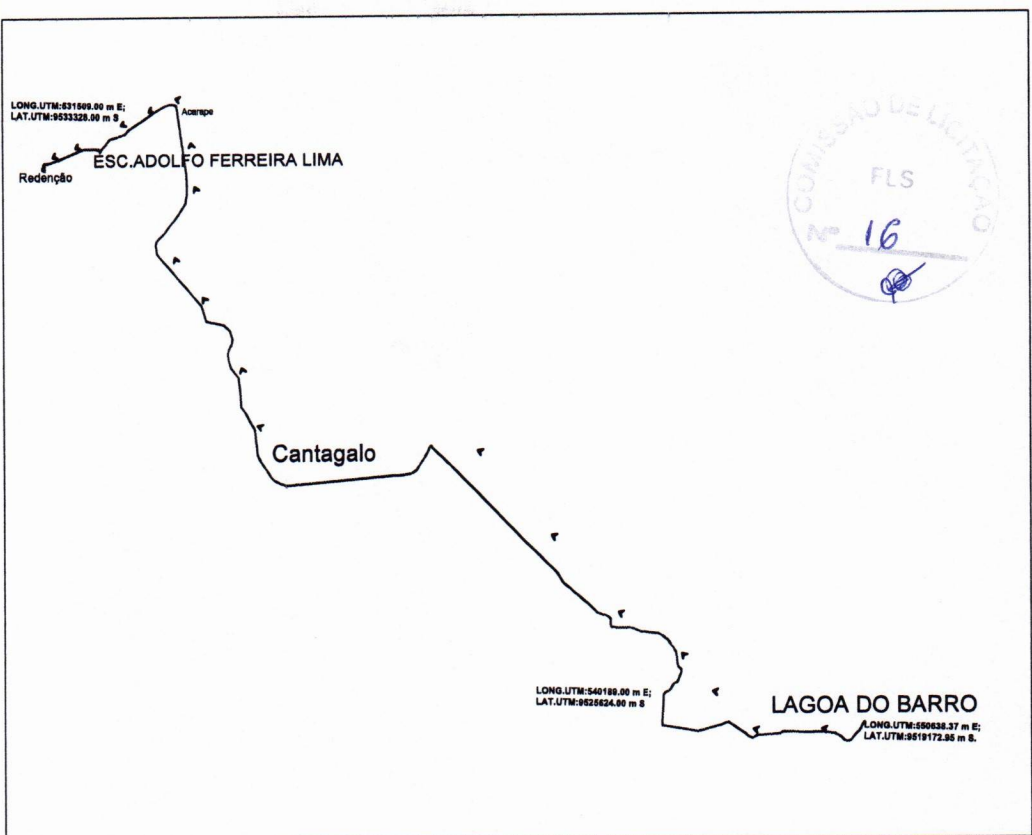 LONG.UTM:531509.00 m E;
LAT.UTM:9533328.00 m S
Acarape
ESC.ADOLFO FERREIRA LIMA
Redenção
COMISSÃO DE LICITAÇÃO
FLS
Nº 16
Cantagalo
LONG.UTM:540189.00 m E;
LAT.UTM:9525624.00 m S
LAGOA DO BARRO
LONG.UTM:550638.37 m E;
LAT.UTM:9519172.95 m S.